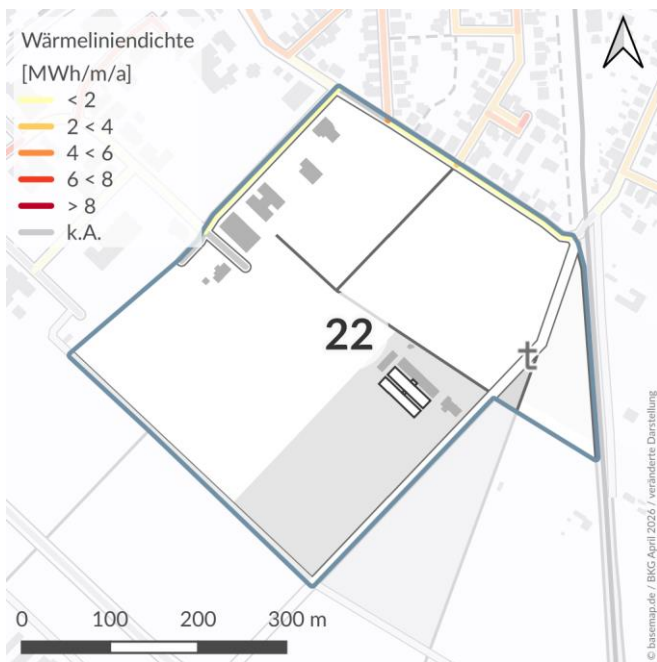 Wärmeliniendichte
[MWh/m/a]
< 2
2 < 4
4 < 6
6 < 8
> 8
k.A.
22
0 100 200 300 m
© basemap.de / BKG April 2026 / veränderte Darstellung